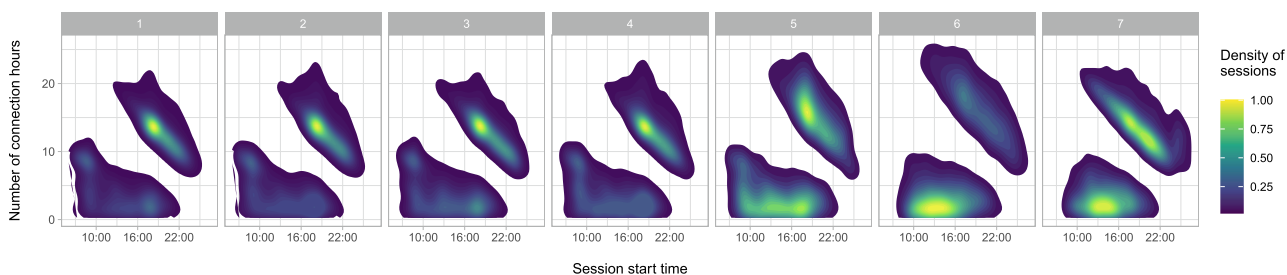 1 2 3 4 5 6 7
Number of connection hours
20
10
0
10:00 16:00 22:00 10:00 16:00 22:00 10:00 16:00 22:00 10:00 16:00 22:00 10:00 16:00 22:00 10:00 16:00 22:00 10:00 16:00 22:00
Session start time
Density of
sessions
1.00
0.75
0.50
0.25